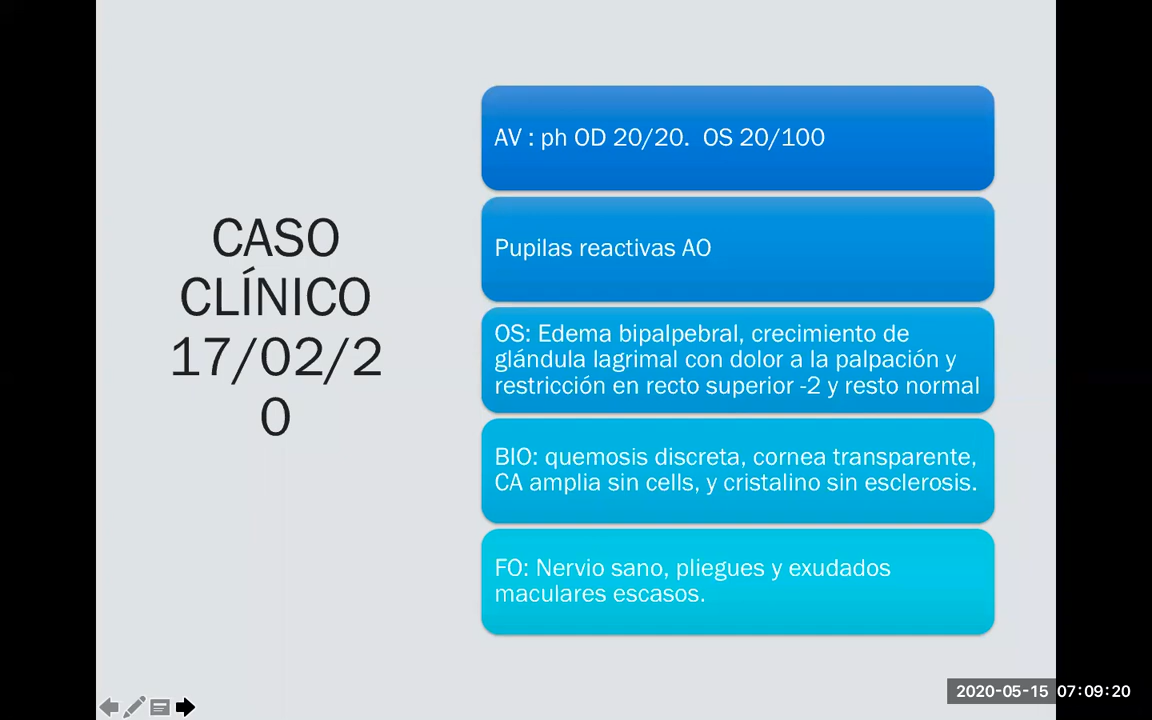 CASO
CLÍNICO
17/02/2
0
AV : ph OD 20/20.  OS 20/100
Pupilas reactivas AO
OS: Edema bipalpebral, crecimiento de
glándula lagrimal con dolor a la palpación y
restricción en recto superior -2 y resto normal
BIO: quemosis discreta, cornea transparente,
CA amplia sin cells, y cristalino sin esclerosis.
FO: Nervio sano, pliegues y exudados
maculares escasos.
2020-05-15 07:09:20